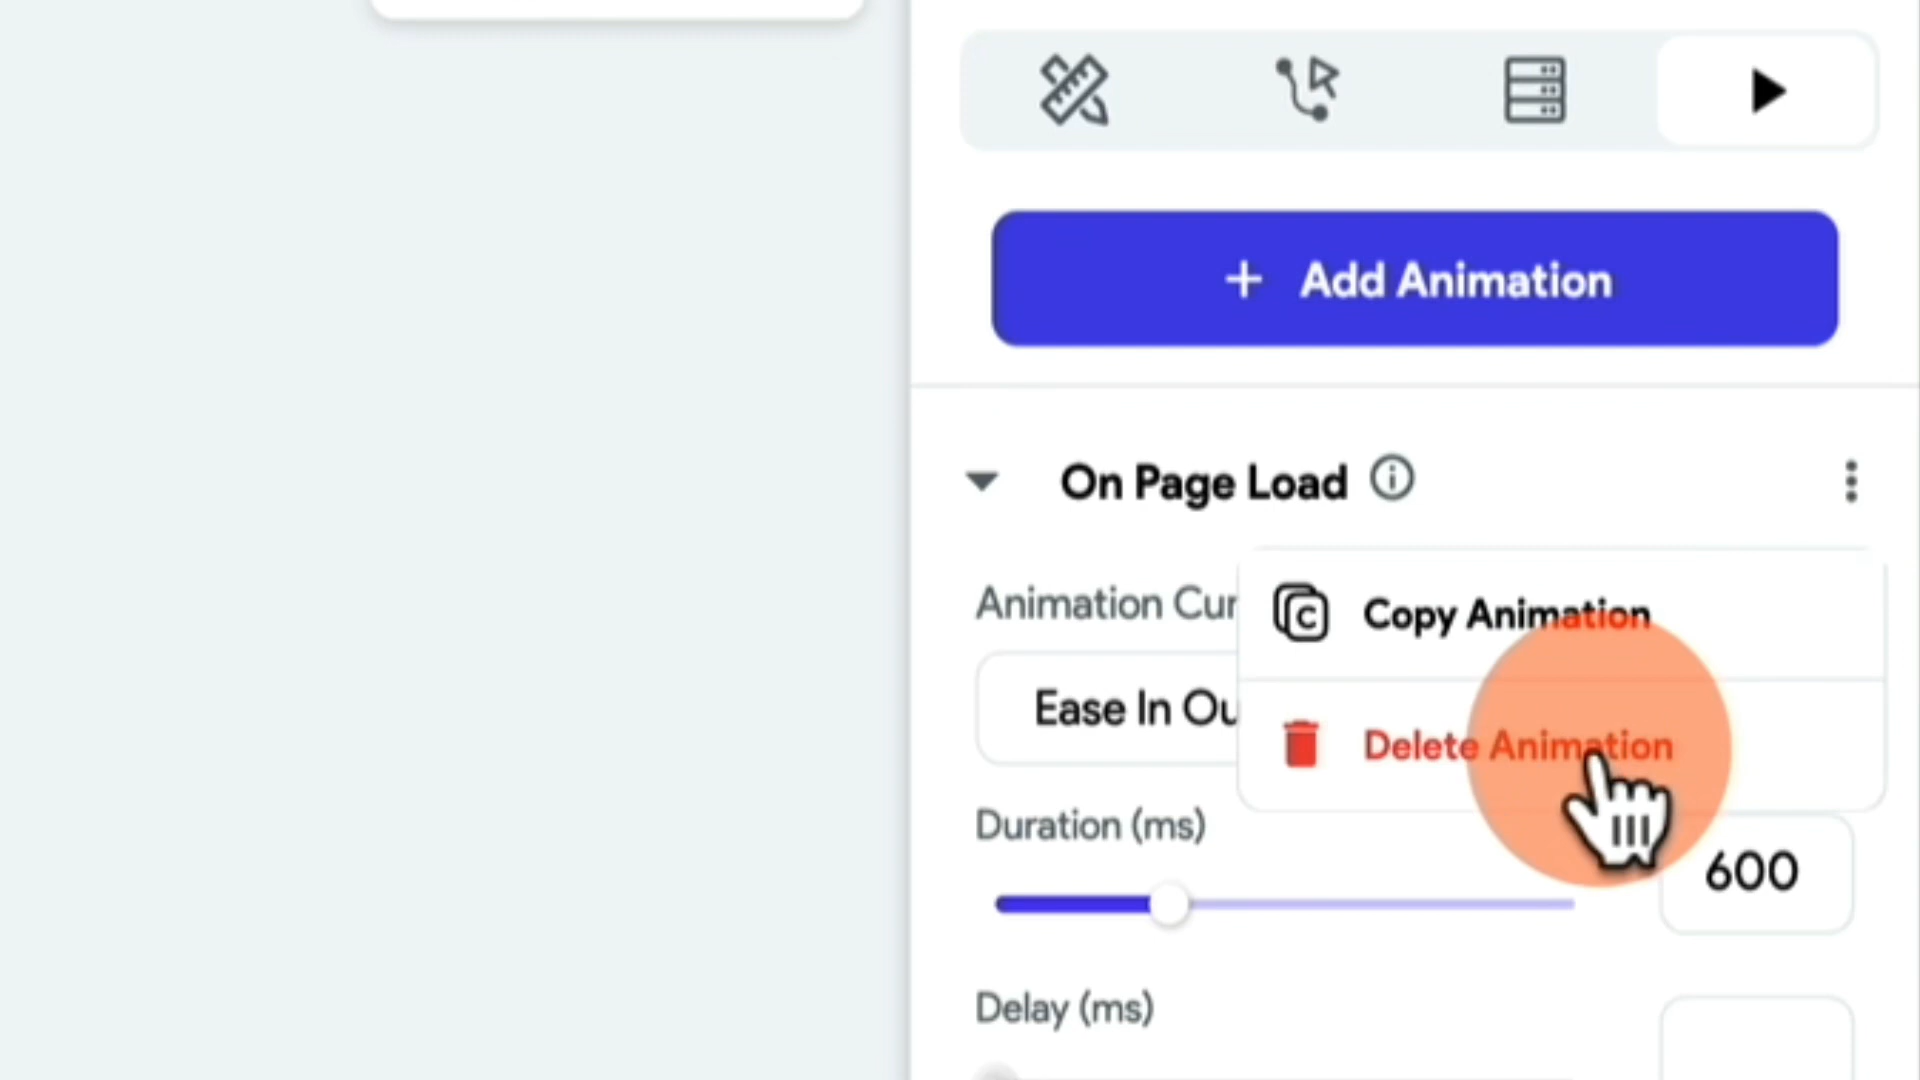 + Add Animation
On Page Load
Animation Cur
Copy Animation
Ease In Ou
Delete Animation
Duration (ms)
600
Delay (ms)